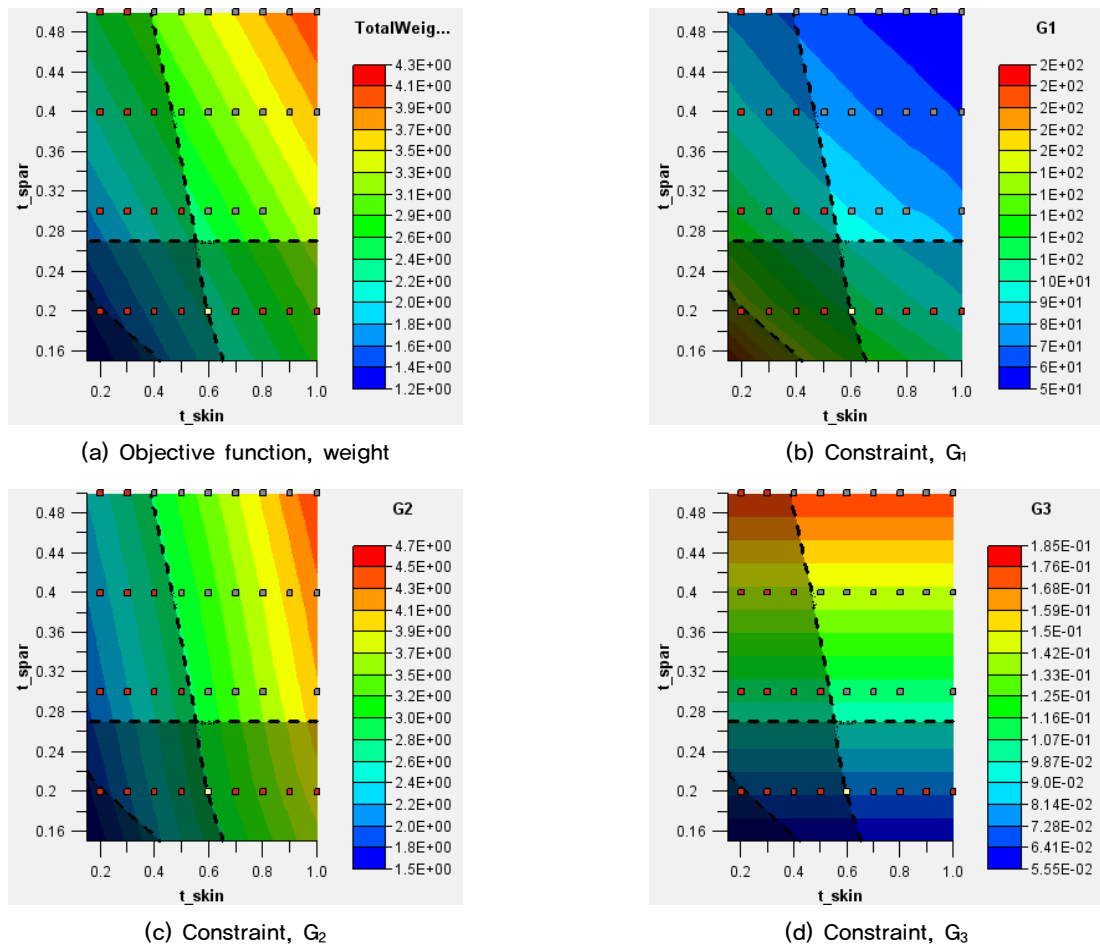 TotalWeig...
0.48
0.4
0.36
0.32
0.28
0.24
0.2
0.16
t_spar
0.2
0.4
0.6
0.8
1.0
t_skin
4.3E+00
4.1E+00
3.9E+00
3.7E+00
3.5E+00
3.3E+00
3.1E+00
2.9E+00
2.6E+00
2.4E+00
2.2E+00
2.0E+00
1.8E+00
1.6E+00
1.4E+00
1.2E+00
(a) Objective function, weight
G1
0.48
0.4
0.36
0.32
0.28
0.24
0.2
0.16
t_spar
0.2
0.4
0.6
0.8
1.0
t_skin
2E+02
2E+02
2E+02
2E+02
2E+02
1E+02
1E+02
1E+02
1E+02
1E+02
10E+01
9E+01
8E+01
7E+01
6E+01
5E+01
(b) Constraint, G₁
G2
0.48
0.4
0.36
0.32
0.28
0.24
0.2
0.16
t_spar
0.2
0.4
0.6
0.8
1.0
t_skin
4.7E+00
4.5E+00
4.3E+00
4.1E+00
3.9E+00
3.7E+00
3.5E+00
3.2E+00
3.0E+00
2.8E+00
2.6E+00
2.4E+00
2.2E+00
2.0E+00
1.8E+00
1.5E+00
(c) Constraint, G₂
G3
0.48
0.4
0.36
0.32
0.28
0.24
0.2
0.16
t_spar
0.2
0.4
0.6
0.8
1.0
t_skin
1.85E-01
1.76E-01
1.68E-01
1.59E-01
1.5E-01
1.42E-01
1.33E-01
1.25E-01
1.16E-01
1.07E-01
9.87E-02
9.00E-02
8.14E-02
7.28E-02
6.41E-02
5.55E-02
(d) Constraint, G₃